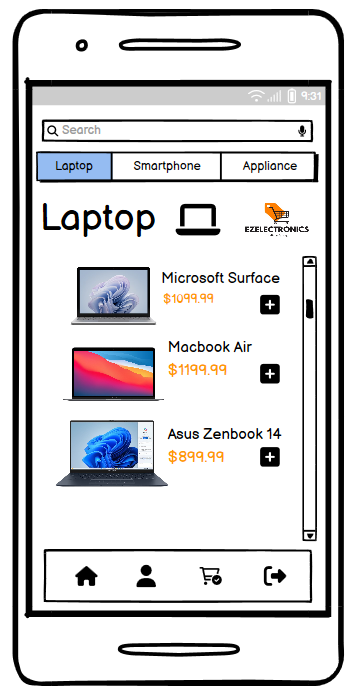 9:31
Search
Laptop
Smartphone
Appliance
Laptop
EZELECTRONICS
Microsoft Surface
$1099.99
Macbook Air
$1199.99
Asus Zenbook 14
$899.99